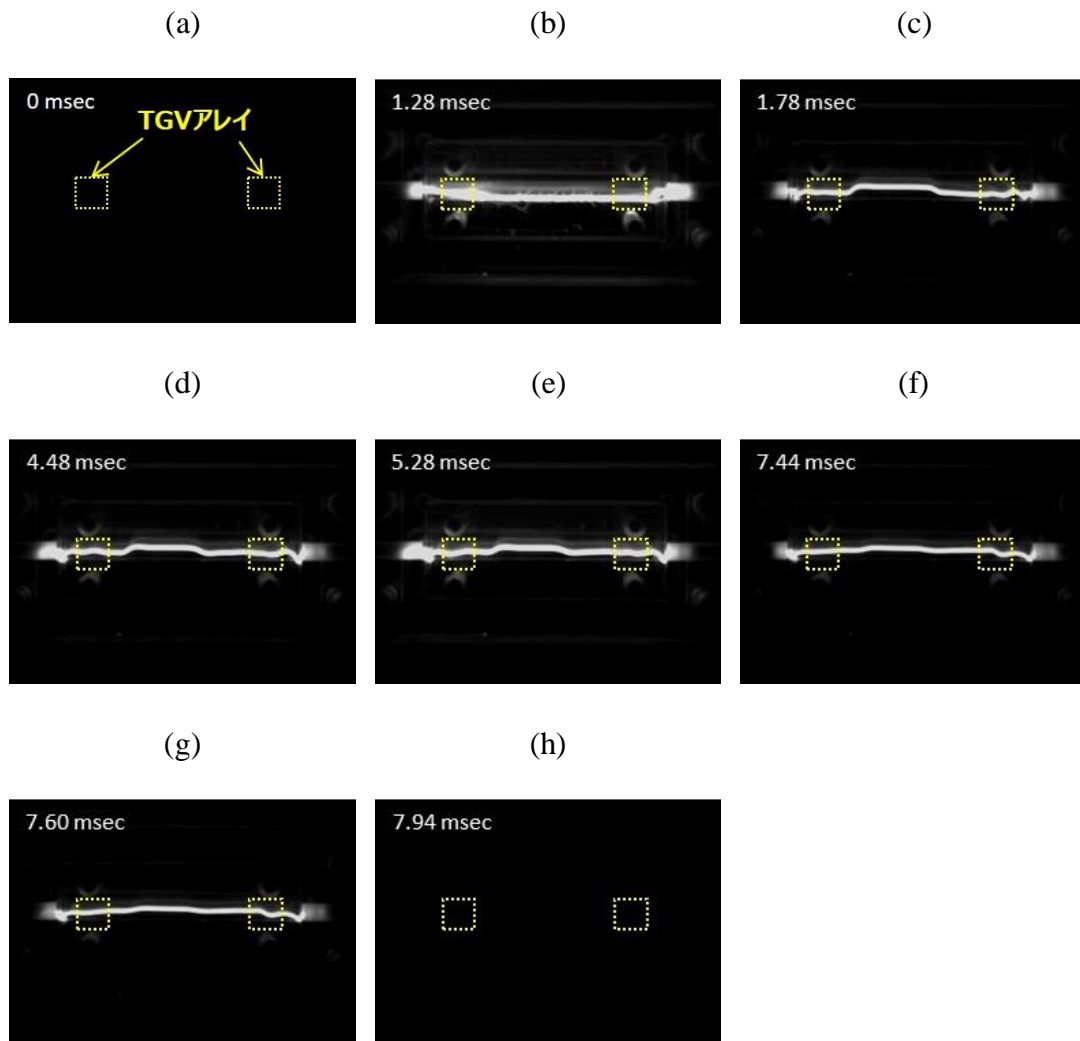 (a)
(b)
(c)
0 msec
TGVアレイ
1.28 msec
1.78 msec
(d)
(e)
(f)
4.48 msec
5.28 msec
7.44 msec
(g)
(h)
7.60 msec
7.94 msec